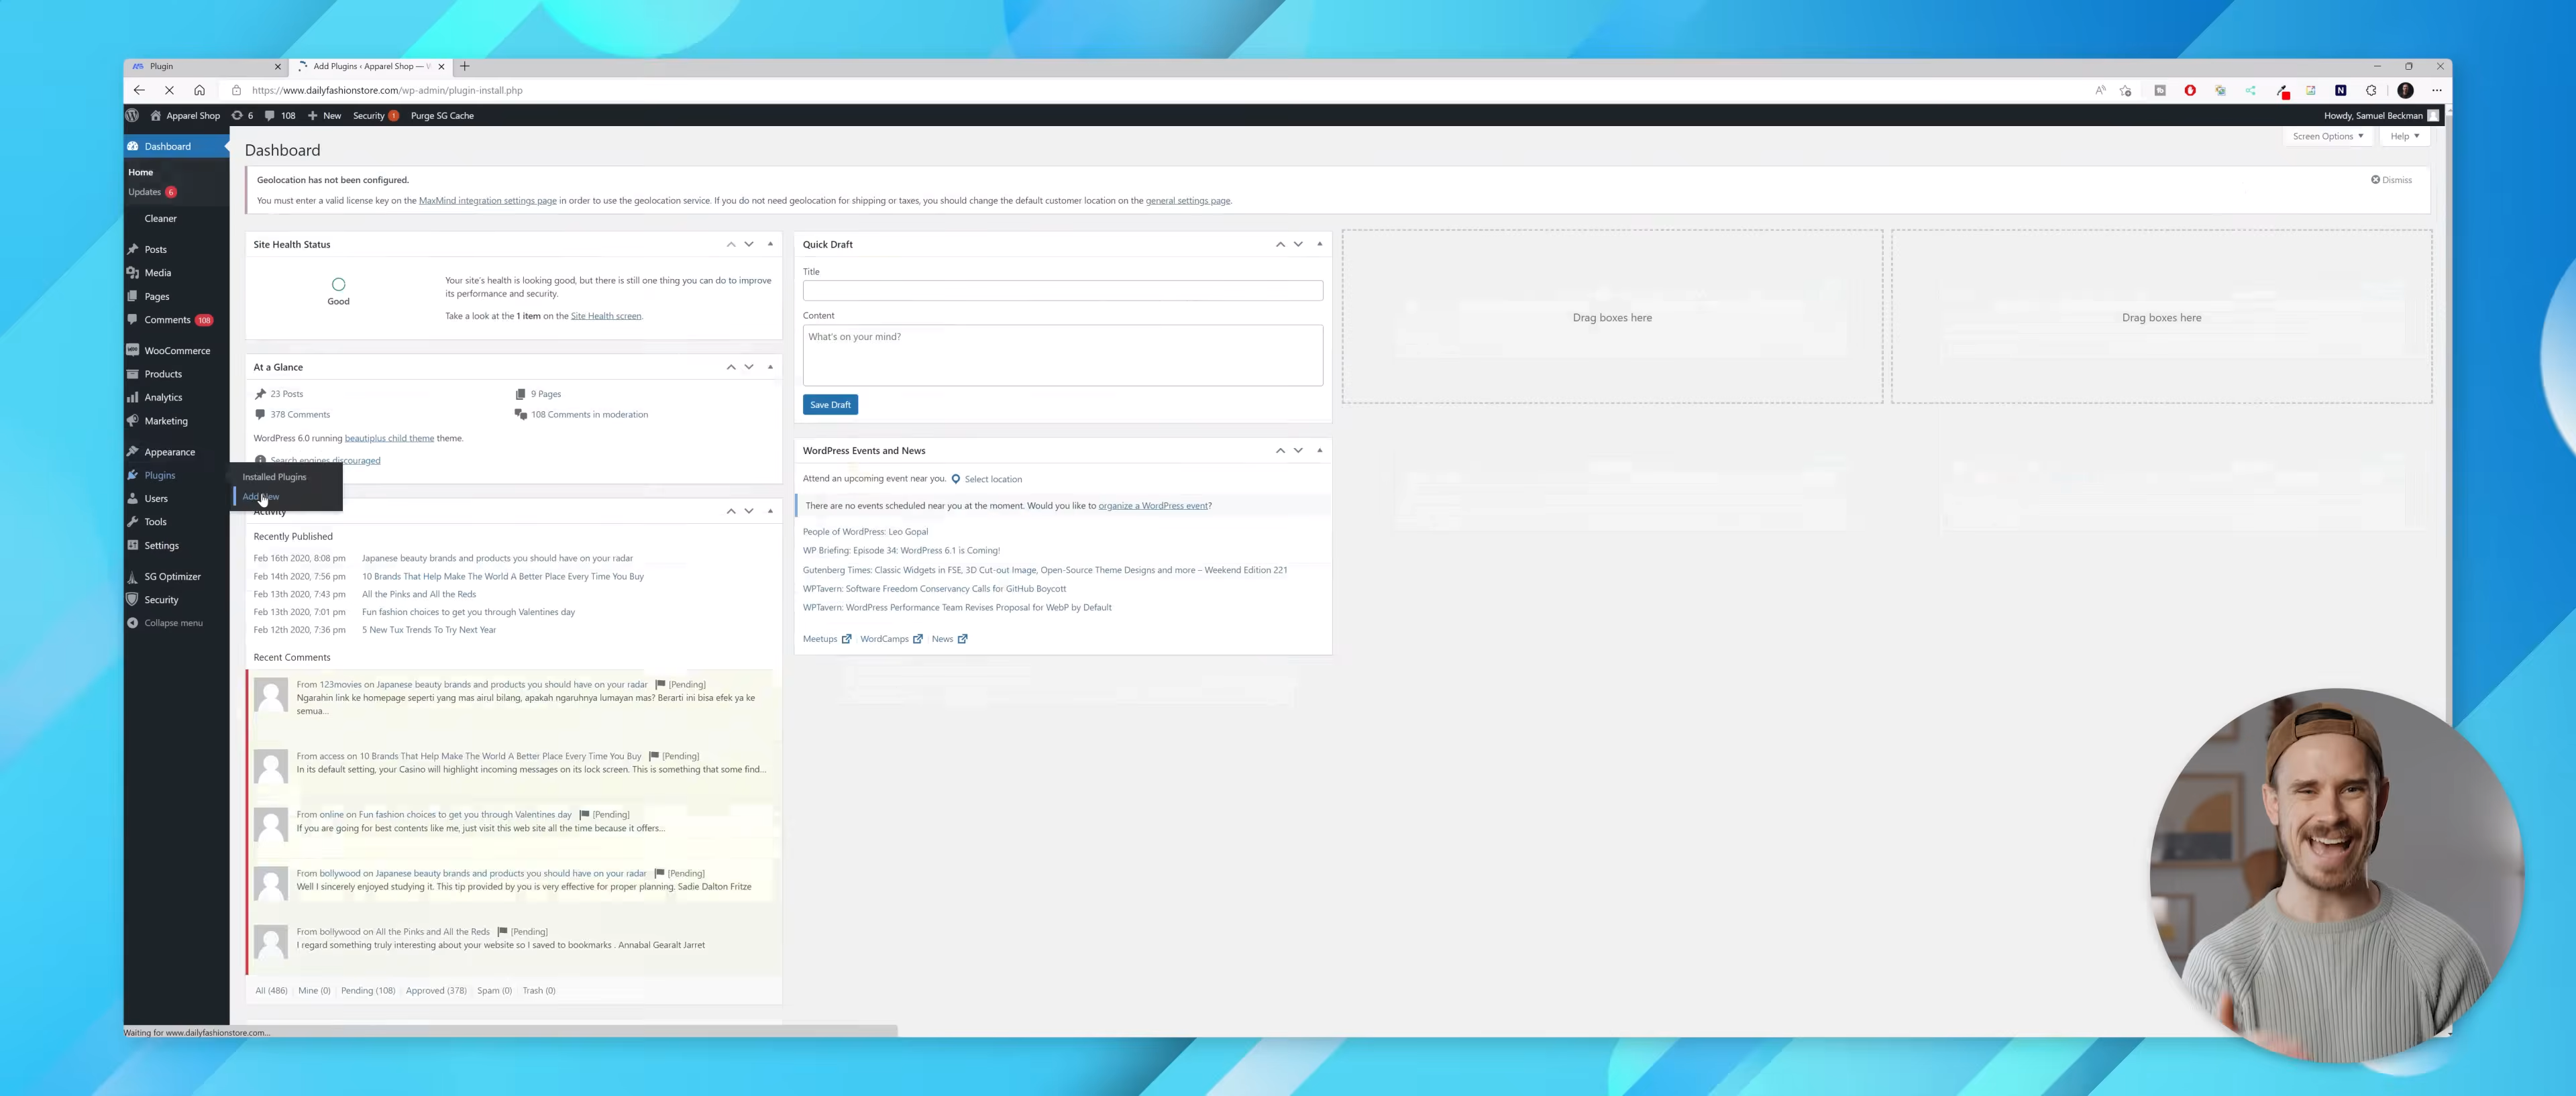 Plugin
Add Plugins ‹ Apparel Shop — W
https://www.dailyfashionstore.com/wp-admin/plugin-install.php
Apparel Shop 6 108 New Security 1 Purge SG Cache
Howdy, Samuel Beckman
Screen Options Help
Dashboard
Home
Updates 6
Cleaner
Posts
Media
Pages
Comments 108
WooCommerce
Products
Analytics
Marketing
Appearance
Plugins
Installed Plugins
Add New
Users
Tools
Settings
SG Optimizer
Security
Collapse menu
Dashboard
Geolocation has not been configured.
Dismiss
You must enter a valid license key on the MaxMind integration settings page in order to use the geolocation service. If you do not need geolocation for shipping or taxes, you should change the default customer location on the general settings page.
Site Health Status
Good
Your site's health is looking good, but there is still one thing you can do to improve
its performance and security.
Take a look at the 1 item on the Site Health screen.
At a Glance
23 Posts
9 Pages
378 Comments
108 Comments in moderation
WordPress 6.0 running beautiplus child theme theme.
Search engines discouraged
Activity
Recently Published
Feb 16th 2020, 8:08 pm Japanese beauty brands and products you should have on your radar
Feb 14th 2020, 7:56 pm 10 Brands That Help Make The World A Better Place Every Time You Buy
Feb 13th 2020, 7:43 pm All the Pinks and All the Reds
Feb 13th 2020, 7:01 pm Fun fashion choices to get you through Valentines day
Feb 12th 2020, 7:36 pm 5 New Tux Trends To Try Next Year
Recent Comments
From 123movies on Japanese beauty brands and products you should have on your radar [Pending]
Ngarahin link ke homepage seperti yang mas airul bilang, apakah ngaruhnya lumayan mas? Berarti ini bisa efek ya ke
semua…
From access on 10 Brands That Help Make The World A Better Place Every Time You Buy [Pending]
In its default setting, your Casino will highlight incoming messages on its lock screen. This is something that some find…
From online on Fun fashion choices to get you through Valentines day [Pending]
If you are going for best contents like me, just visit this web site all the time because it offers…
From bollywood on Japanese beauty brands and products you should have on your radar [Pending]
Well I sincerely enjoyed studying it. This tip provided by you is very effective for proper planning. Sadie Dalton Fritze
From bollywood on All the Pinks and All the Reds [Pending]
I regard something truly interesting about your website so I saved to bookmarks . Annabal Gearalt Jarret
All (486) Mine (0) Pending (108) Approved (378) Spam (0) Trash (0)
Quick Draft
Title
Content
What's on your mind?
Save Draft
WordPress Events and News
Attend an upcoming event near you. Select location
There are no events scheduled near you at the moment. Would you like to organize a WordPress event?
People of WordPress: Leo Gopal
WP Briefing: Episode 34: WordPress 6.1 is Coming!
Gutenberg Times: Classic Widgets in FSE, 3D Cut-out Image, Open-Source Theme Designs and more – Weekend Edition 221
WPTavern: Software Freedom Conservancy Calls for GitHub Boycott
WPTavern: WordPress Performance Team Revises Proposal for WebP by Default
Meetups WordCamps News
Drag boxes here
Drag boxes here
Waiting for www.dailyfashionstore.com...